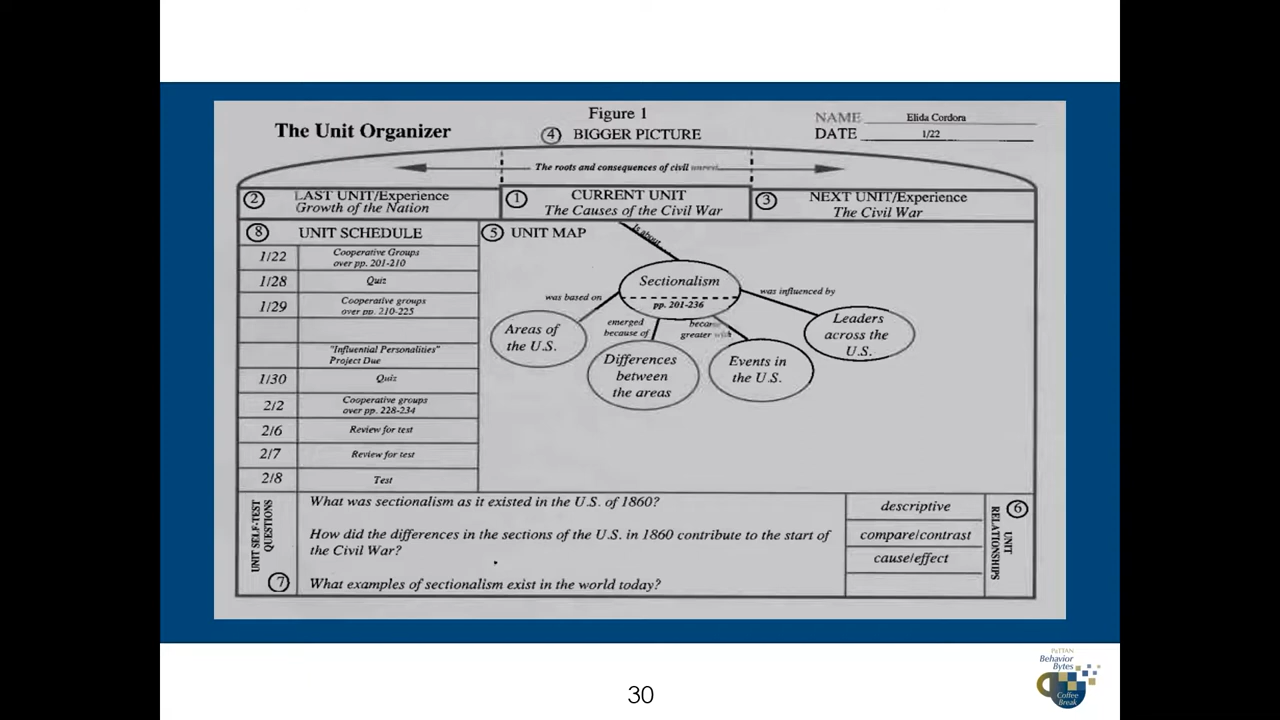 Figure 1
The Unit Organizer
④ BIGGER PICTURE
NAME Elida Cordora
DATE 1/22
The roots and consequences of civil unrest
② LAST UNIT/Experience
Growth of the Nation
① CURRENT UNIT
The Causes of the Civil War
③ NEXT UNIT/Experience
The Civil War
⑧ UNIT SCHEDULE
1/22 Cooperative Groups
over pp. 201-210
1/28 Quiz
1/29 Cooperative groups
over pp. 210-225
"Influential Personalities"
Project Due
1/30 Quiz
2/2 Cooperative groups
over pp. 228-234
2/6 Review for test
2/7 Review for test
2/8 Test
⑤ UNIT MAP
is about...
Sectionalism
pp. 201-236
was based on
Areas of
the U.S.
emerged
because of
Differences
between
the areas
became
greater with
Events in
the U.S.
was influenced by
Leaders
across the
U.S.
UNIT SELF-TEST
QUESTIONS
⑦
What was sectionalism as it existed in the U.S. of 1860?
How did the differences in the sections of the U.S. in 1860 contribute to the start of
the Civil War?
What examples of sectionalism exist in the world today?
descriptive
compare/contrast
cause/effect
⑥
UNIT
RELATIONSHIPS
30
PaTTAN
Behavior
Bytes
Coffee
Break